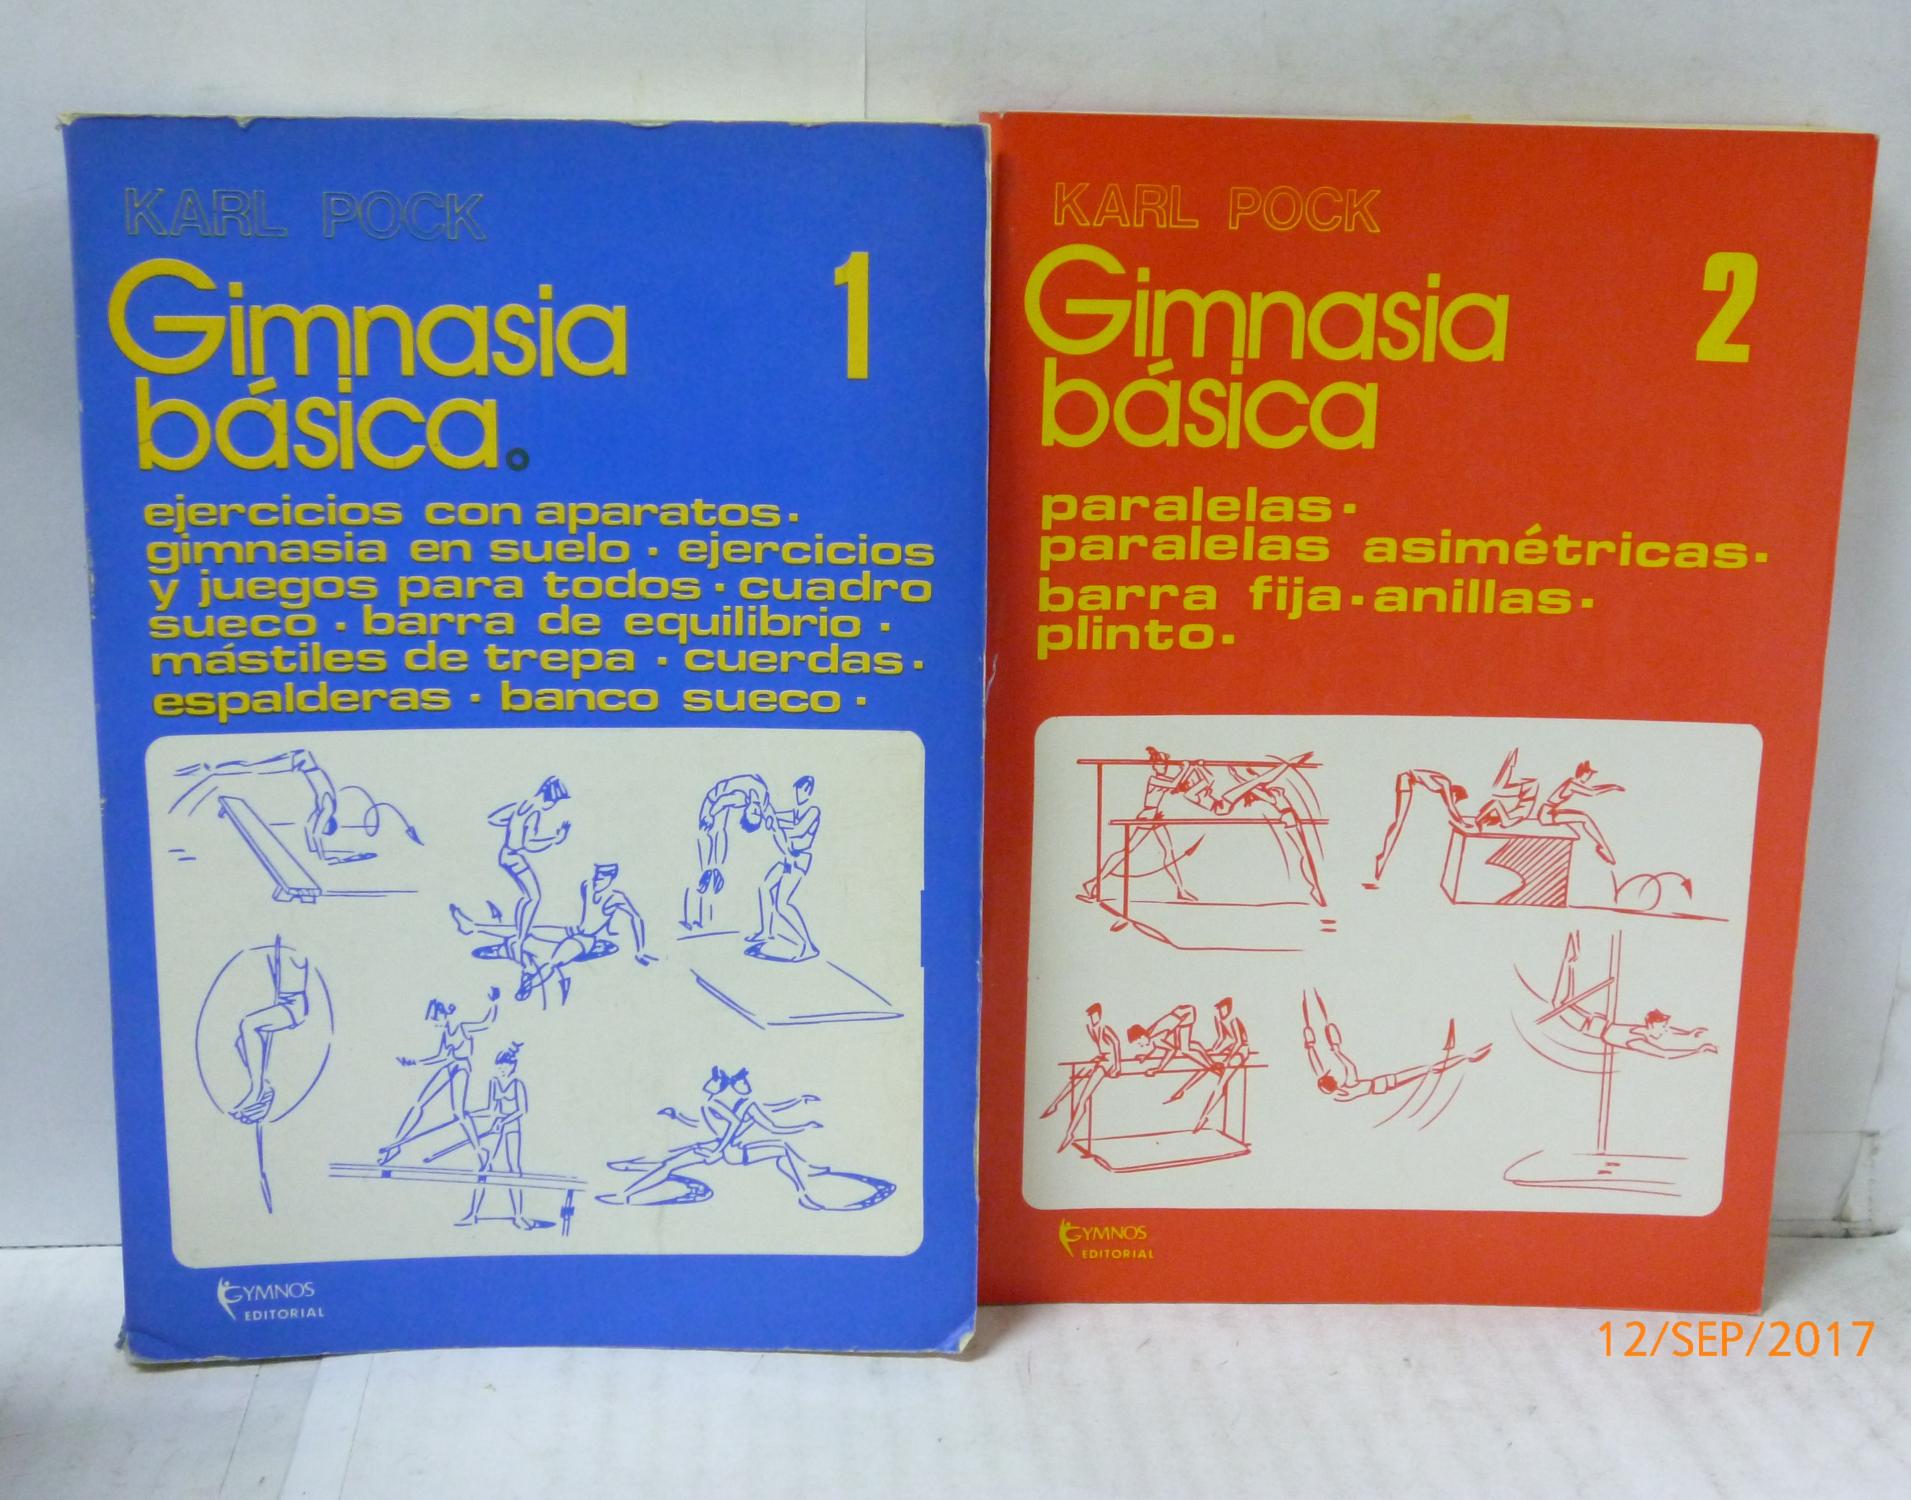 KARL POCK
Gimnasia
básica.
1
ejercicios con aparatos·
gimnasia en suelo · ejercicios
y juegos para todos · cuadro
sueco · barra de equilibrio ·
mástiles de trepa · cuerdas·
espalderas · banco sueco ·
GYMNOS
EDITORIAL
KARL POCK
Gimnasia
básica
2
paralelas·
paralelas asimétricas·
barra fija·anillas·
plinto·
GYMNOS
EDITORIAL
12/SEP/2017